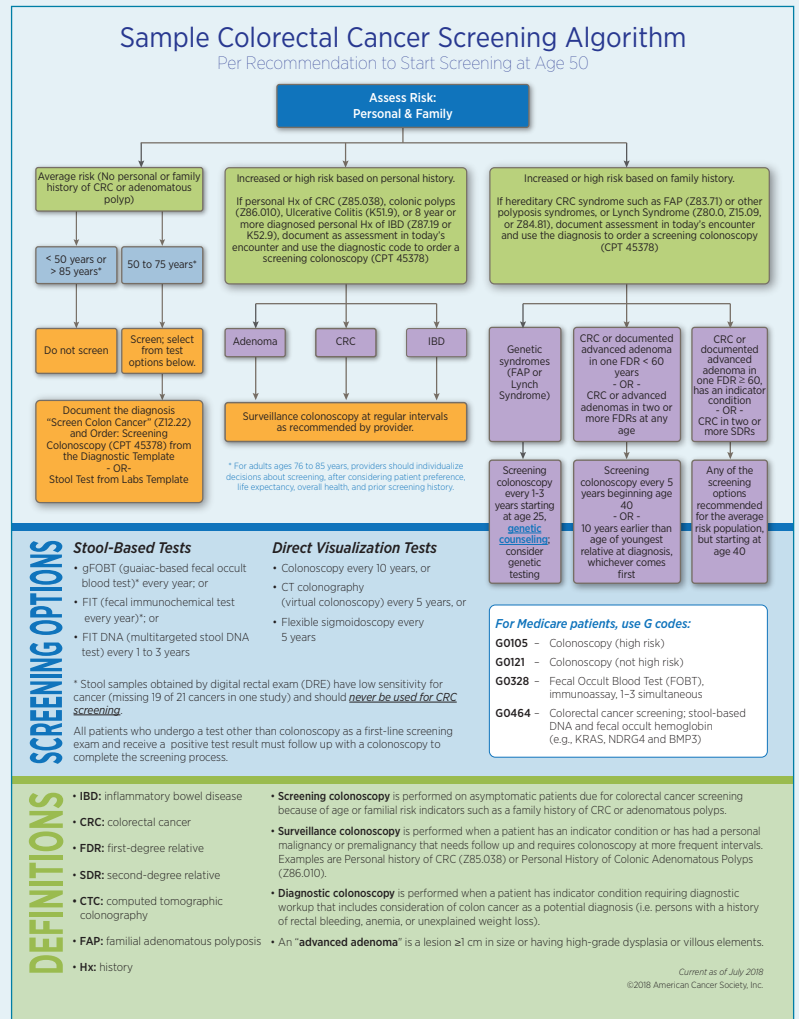 Sample Colorectal Cancer Screening Algorithm
Per Recommendation to Start Screening at Age 50
Assess Risk:
Personal & Family
Average risk (No personal or family
history of CRC or adenomatous
polyp)
< 50 years or
> 85 years*
50 to 75 years*
Do not screen
Screen; select
from test
options below.
Document the diagnosis
"Screen Colon Cancer" (Z12.22)
and Order: Screening
Colonoscopy (CPT 45378) from
the Diagnostic Template
- OR-
Stool Test from Labs Template
Increased or high risk based on personal history.
If personal Hx of CRC (Z85.038), colonic polyps
(Z86.010), Ulcerative Colitis (K51.9), or 8 year or
more diagnosed personal Hx of IBD (Z87.19 or
K52.9), document as assessment in today's
encounter and use the diagnostic code to order a
screening colonoscopy (CPT 45378)
Adenoma
CRC
IBD
Surveillance colonoscopy at regular intervals
as recommended by provider.
* For adults ages 76 to 85 years, providers should individualize
decisions about screening, after considering patient preference,
life expectancy, overall health, and prior screening history.
Increased or high risk based on family history.
If hereditary CRC syndrome such as FAP (Z83.71) or other
polyposis syndromes, or Lynch Syndrome (Z80.0, Z15.09,
or Z84.81), document assessment in today's encounter
and use the diagnosis to order a screening colonoscopy
(CPT 45378)
Genetic
syndromes
(FAP or
Lynch
Syndrome)
CRC or documented
advanced adenoma
in one FDR < 60
years
- OR -
CRC or advanced
adenomas in two or
more FDRs at any
age
CRC or
documented
advanced
adenoma in
one FDR ≥ 60,
has an indicator
condition
- OR -
CRC in two or
more SDRs
Screening
colonoscopy
every 1-3
years starting
at age 25,
genetic
counseling;
consider
genetic
testing
Screening
colonoscopy every 5
years beginning age
40
- OR -
10 years earlier than
age of youngest
relative at diagnosis,
whichever comes
first
Any of the
screening
options
recommended
for the average
risk population,
but starting at
age 40
SCREENING OPTIONS
Stool-Based Tests
• gFOBT (guaiac-based fecal occult
blood test)* every year; or
• FIT (fecal immunochemical test
every year)*; or
• FIT DNA (multitargeted stool DNA
test) every 1 to 3 years
Direct Visualization Tests
• Colonoscopy every 10 years, or
• CT colonography
(virtual colonoscopy) every 5 years, or
• Flexible sigmoidoscopy every
5 years
* Stool samples obtained by digital rectal exam (DRE) have low sensitivity for
cancer (missing 19 of 21 cancers in one study) and should never be used for CRC
screening.
All patients who undergo a test other than colonoscopy as a first-line screening
exam and receive a positive test result must follow up with a colonoscopy to
complete the screening process.
For Medicare patients, use G codes:
G0105 – Colonoscopy (high risk)
G0121 – Colonoscopy (not high risk)
G0328 – Fecal Occult Blood Test (FOBT),
immunoassay, 1–3 simultaneous
G0464 – Colorectal cancer screening; stool-based
DNA and fecal occult hemoglobin
(e.g., KRAS, NDRG4 and BMP3)
DEFINITIONS
• IBD: inflammatory bowel disease
• CRC: colorectal cancer
• FDR: first-degree relative
• SDR: second-degree relative
• CTC: computed tomographic
colonography
• FAP: familial adenomatous polyposis
• Hx: history
• Screening colonoscopy is performed on asymptomatic patients due for colorectal cancer screening
because of age or familial risk indicators such as a family history of CRC or adenomatous polyps.
• Surveillance colonoscopy is performed when a patient has an indicator condition or has had a personal
malignancy or premalignancy that needs follow up and requires colonoscopy at more frequent intervals.
Examples are Personal history of CRC (Z85.038) or Personal History of Colonic Adenomatous Polyps
(Z86.010).
• Diagnostic colonoscopy is performed when a patient has indicator condition requiring diagnostic
workup that includes consideration of colon cancer as a potential diagnosis (i.e. persons with a history
of rectal bleeding, anemia, or unexplained weight loss).
• An "advanced adenoma" is a lesion ≥1 cm in size or having high-grade dysplasia or villous elements.
Current as of July 2018
©2018 American Cancer Society, Inc.